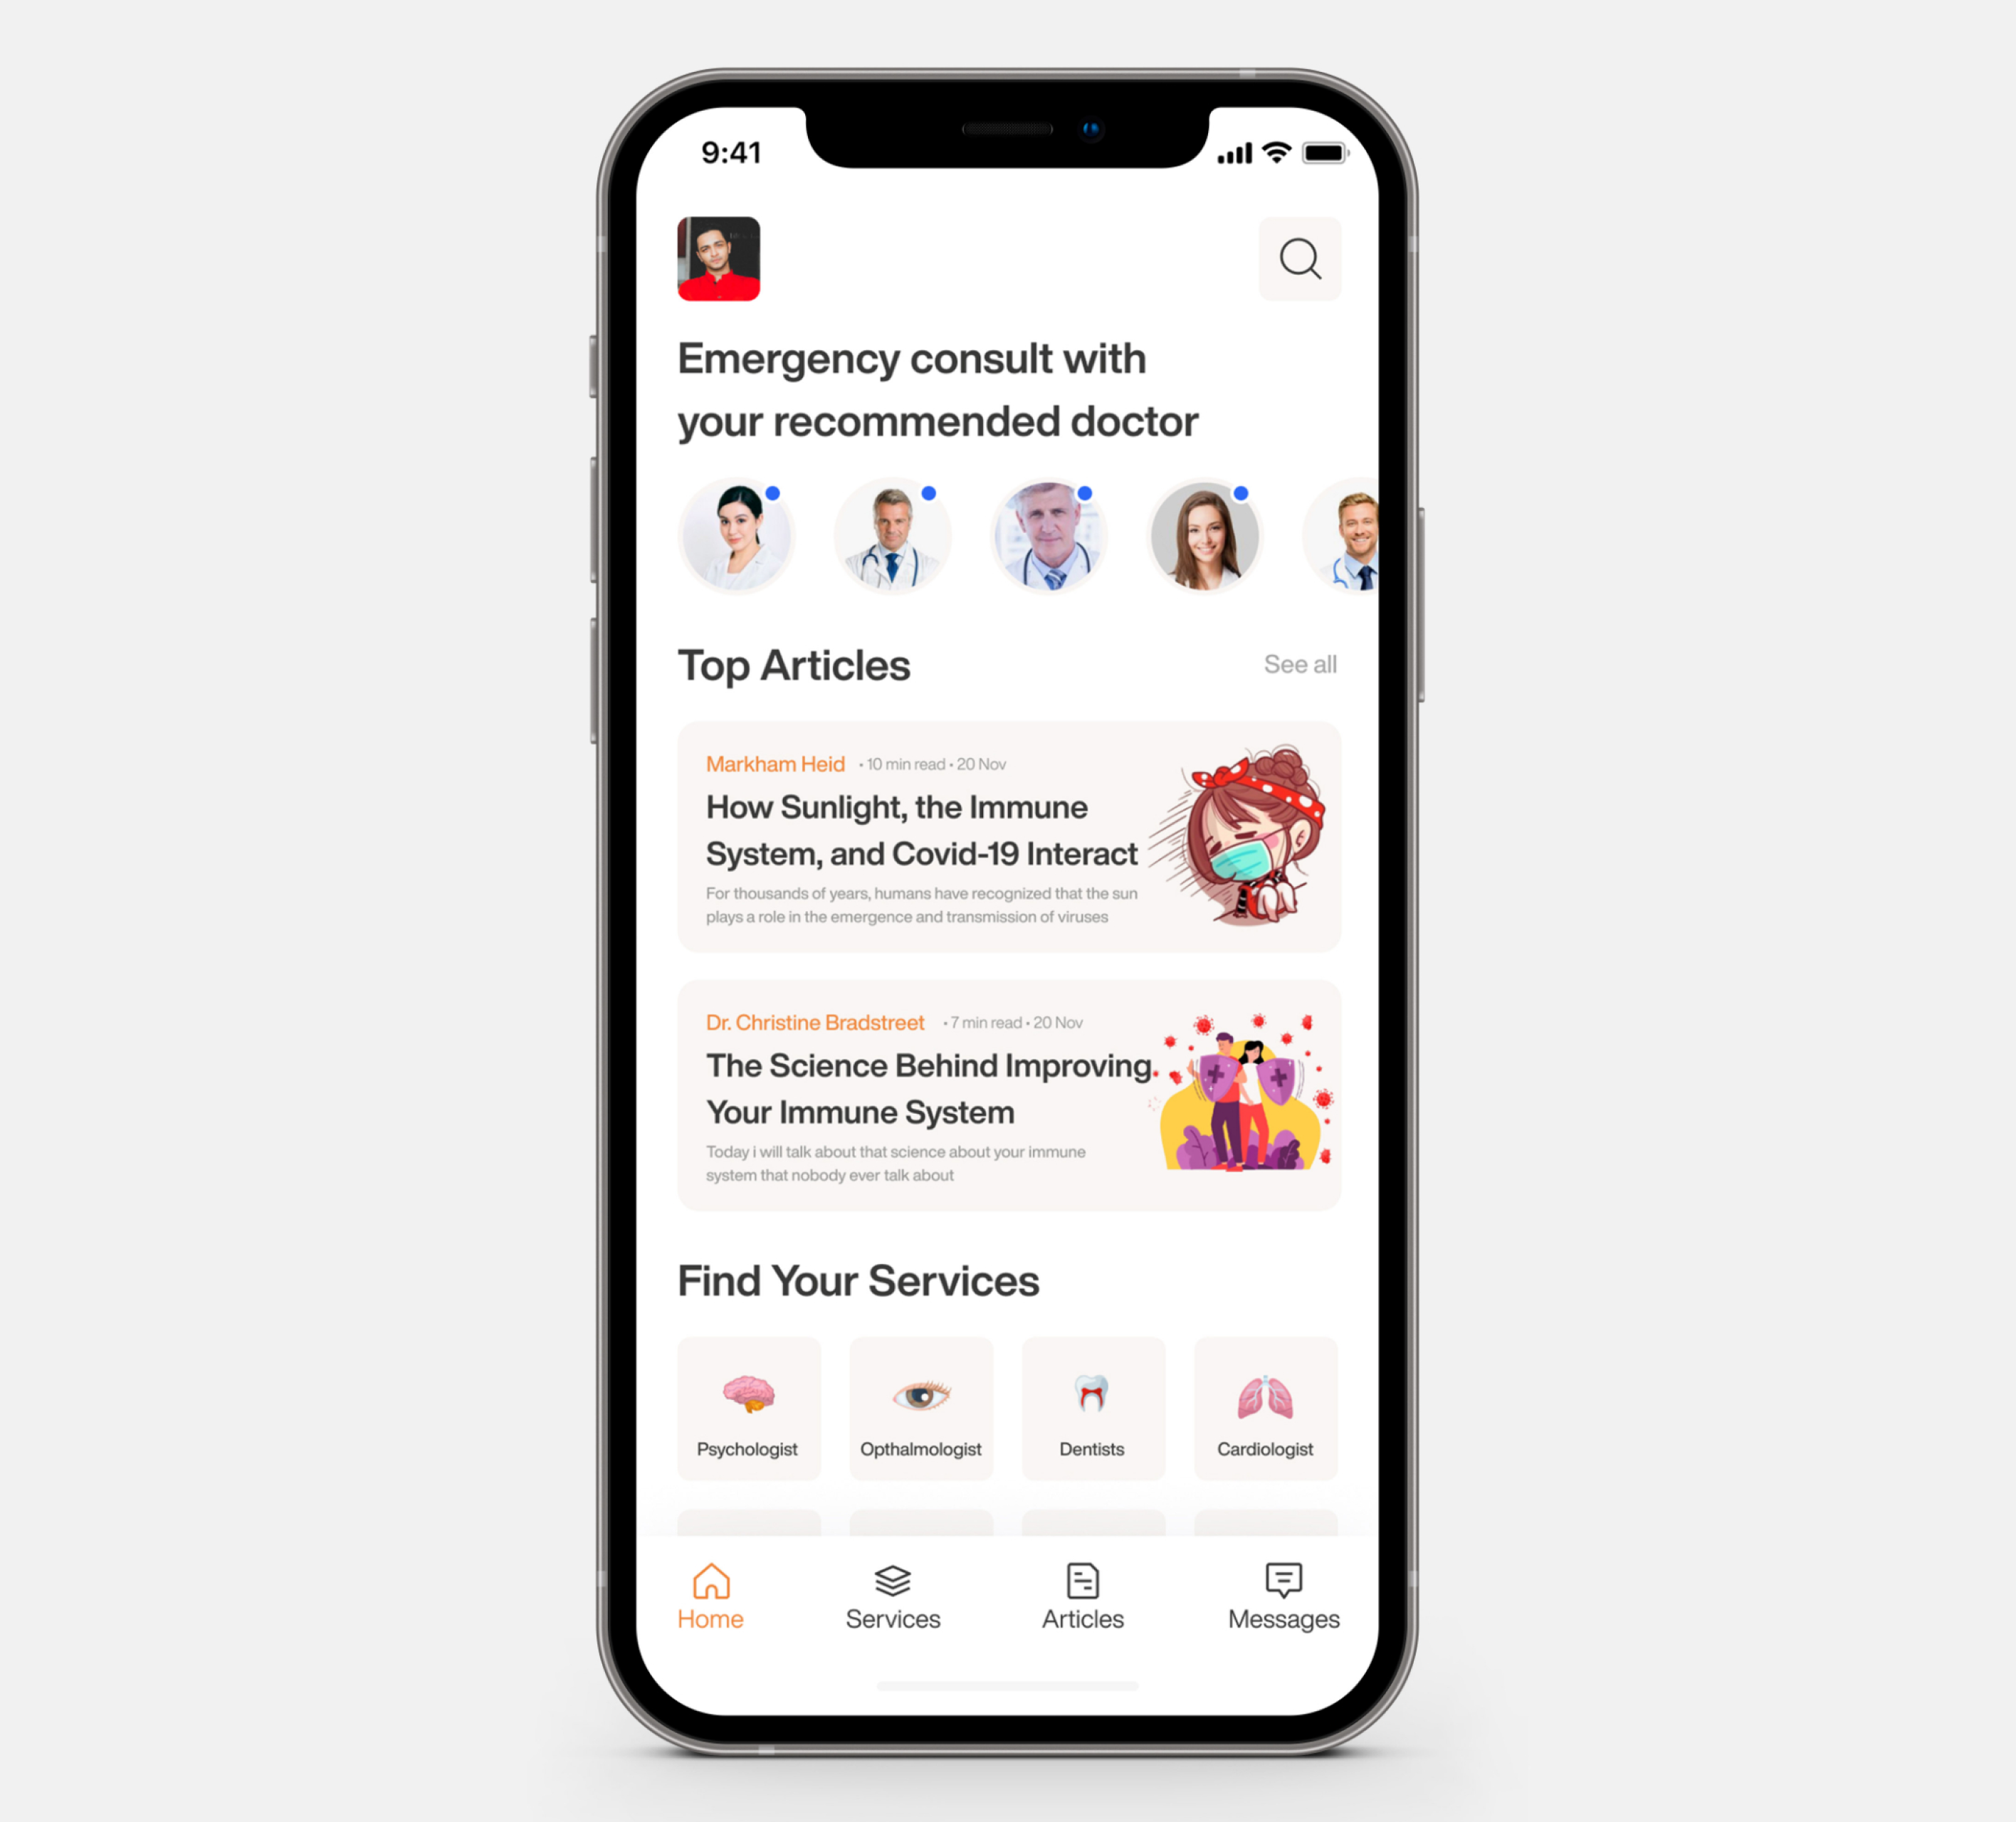 9:41
Emergency consult with
your recommended doctor
Top Articles
See all
Markham Heid • 10 min read • 20 Nov
How Sunlight, the Immune
System, and Covid-19 Interact
For thousands of years, humans have recognized that the sun
plays a role in the emergence and transmission of viruses
Dr. Christine Bradstreet • 7 min read • 20 Nov
The Science Behind Improving
Your Immune System
Today i will talk about that science about your immune
system that nobody ever talk about
Find Your Services
Psychologist
Opthalmologist
Dentists
Cardiologist
Home
Services
Articles
Messages